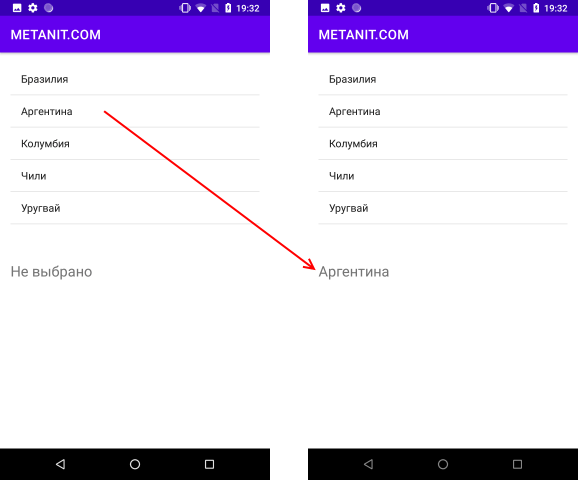 19:32
METANIT.COM
Бразилия
Аргентина
Колумбия
Чили
Уругвай
Не выбрано
19:32
METANIT.COM
Бразилия
Аргентина
Колумбия
Чили
Уругвай
Аргентина